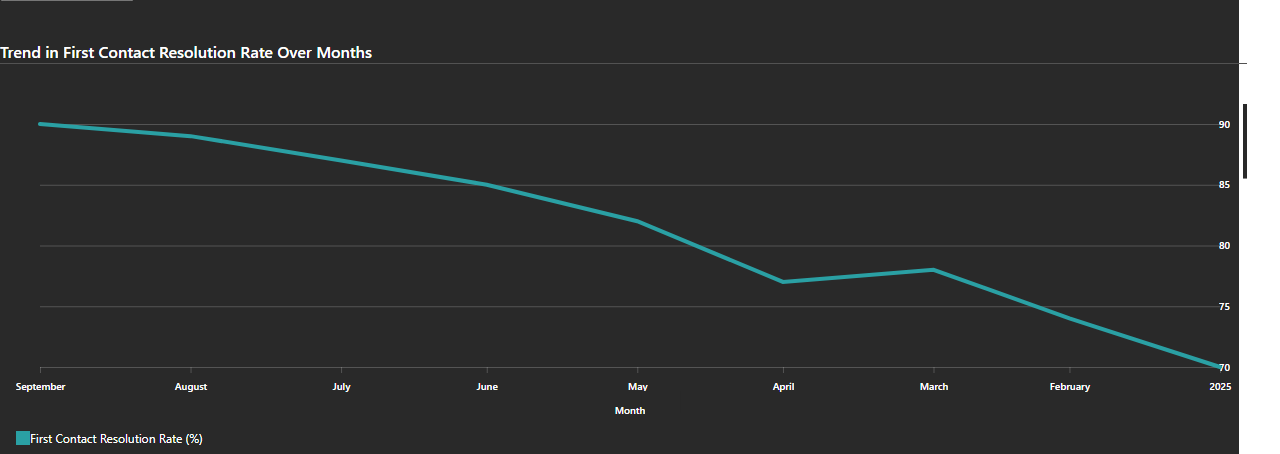 Trend in First Contact Resolution Rate Over Months
90
85
80
75
70
September August July June May April March February 2025
Month
First Contact Resolution Rate (%)